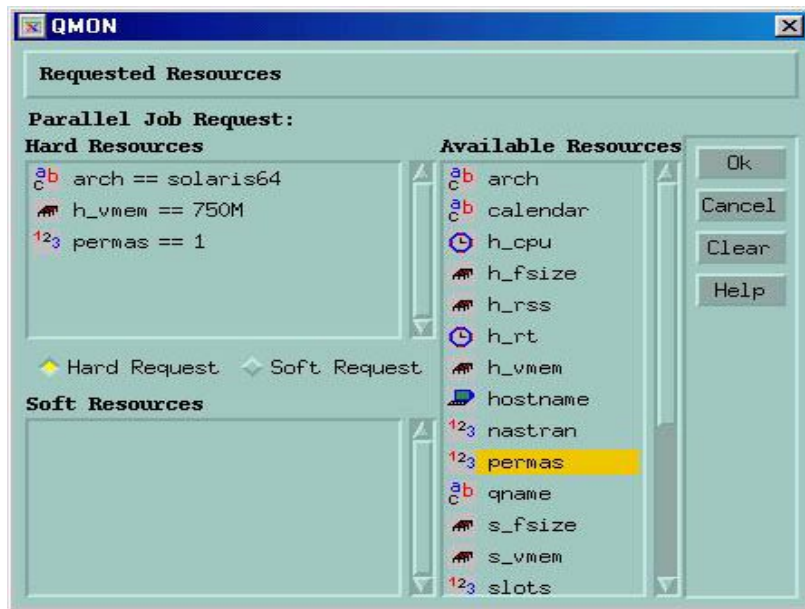 QMON
Requested Resources
Parallel Job Request:
Hard Resources
arch == solaris64
h_vmem == 750M
permas == 1
Hard Request
Soft Request
Soft Resources
Available Resources
arch
calendar
h_cpu
h_fsize
h_rss
h_rt
h_vmem
hostname
nastran
permas
qname
s_fsize
s_vmem
slots
Ok
Cancel
Clear
Help